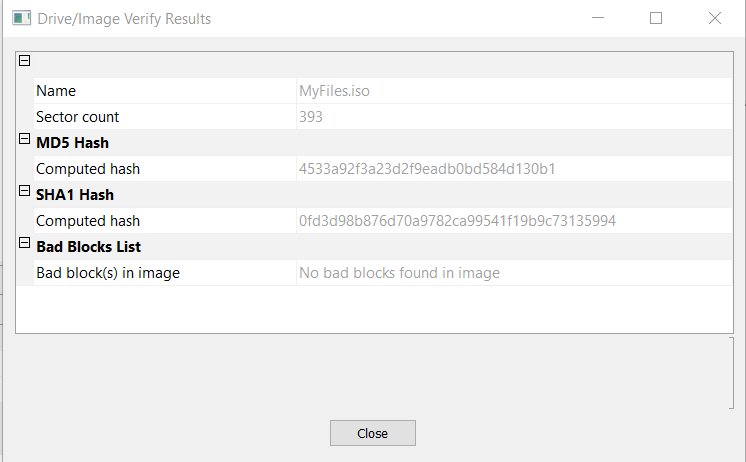 Drive/Image Verify Results
Name MyFiles.iso
Sector count 393
MD5 Hash
Computed hash 4533a92f3a23d2f9eadb0bd584d130b1
SHA1 Hash
Computed hash 0fd3d98b876d70a9782ca99541f19b9c73135994
Bad Blocks List
Bad block(s) in image No bad blocks found in image
Close